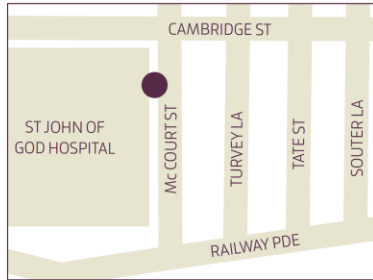 CAMBRIDGE ST
ST JOHN OF
GOD HOSPITAL
Mc COURT ST
TURVEY LA
TATE ST
SOUTER LA
RAILWAY PDE